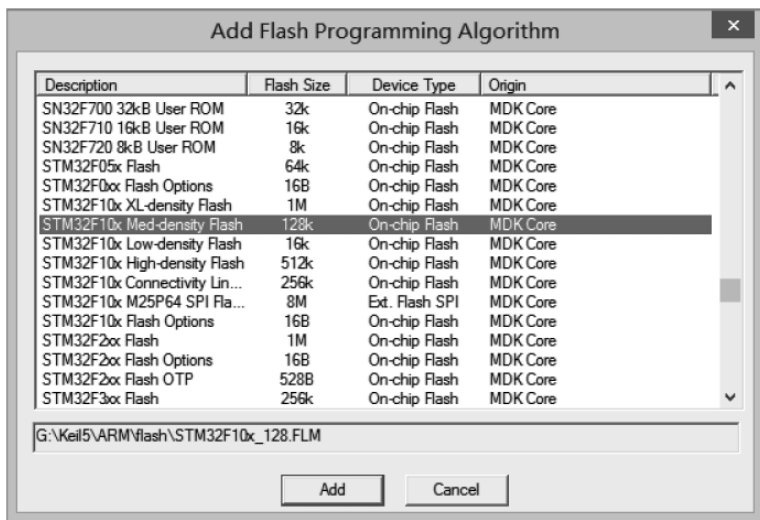 Add Flash Programming Algorithm
×
Description Flash Size Device Type Origin
SN32F700 32kB User ROM 32k On-chip Flash MDK Core
SN32F710 16kB User ROM 16k On-chip Flash MDK Core
SN32F720 8kB User ROM 8k On-chip Flash MDK Core
STM32F05x Flash 64k On-chip Flash MDK Core
STM32F0xx Flash Options 16B On-chip Flash MDK Core
STM32F10x XL-density Flash 1M On-chip Flash MDK Core
STM32F10x Med-density Flash 128k On-chip Flash MDK Core
STM32F10x Low-density Flash 16k On-chip Flash MDK Core
STM32F10x High-density Flash 512k On-chip Flash MDK Core
STM32F10x Connectivity Lin... 256k On-chip Flash MDK Core
STM32F10x M25P64 SPI Fla... 8M Ext. Flash SPI MDK Core
STM32F10x Flash Options 16B On-chip Flash MDK Core
STM32F2xx Flash 1M On-chip Flash MDK Core
STM32F2xx Flash Options 16B On-chip Flash MDK Core
STM32F2xx Flash OTP 528B On-chip Flash MDK Core
STM32F3xx Flash 256k On-chip Flash MDK Core
G:\Keil5\ARM\flash\STM32F10x_128.FLM
Add Cancel